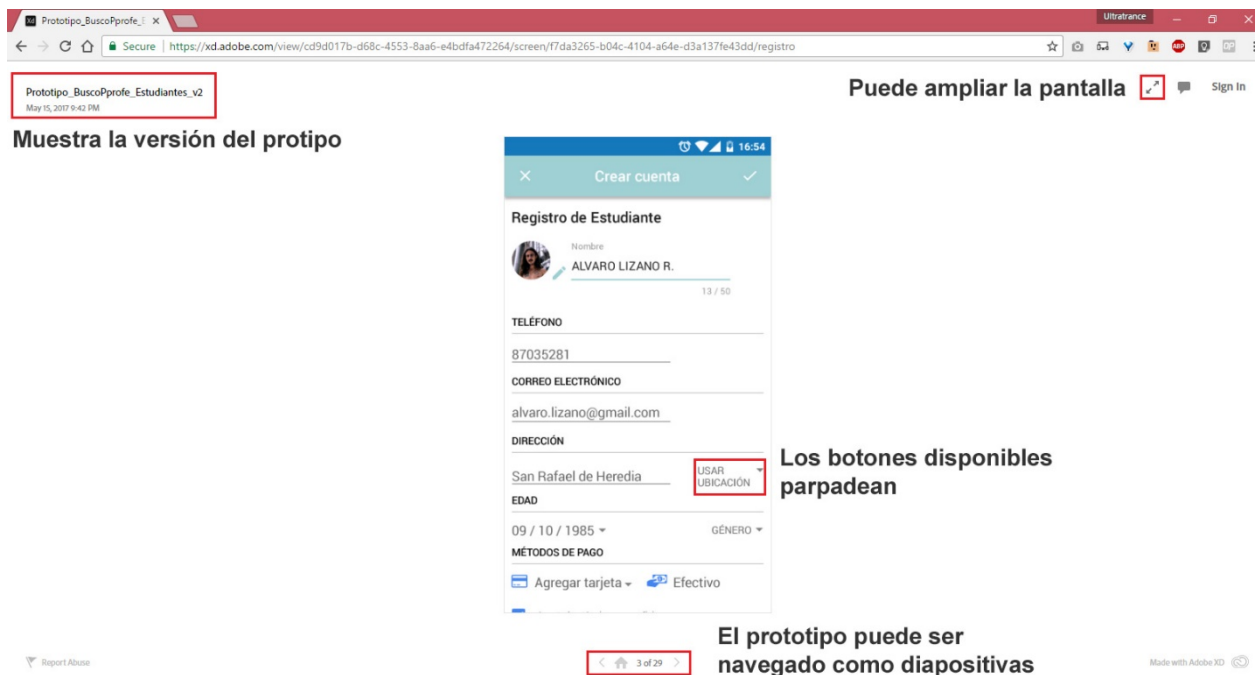 Prototipo_BuscoPprofe_E
Ultratrance
Secure | https://xd.adobe.com/view/cd9d017b-d68c-4553-8aa6-e4bdfa472264/screen/f7da3265-b04c-4104-a64e-d3a137fe43dd/registro
Prototipo_BuscoPprofe_Estudiantes_v2
May 15, 2017 9:42 PM
Puede ampliar la pantalla
Sign In
Muestra la versión del protipo
16:54
Crear cuenta
Registro de Estudiante
Nombre
ALVARO LIZANO R.
13 / 50
TELÉFONO
87035281
CORREO ELECTRÓNICO
alvaro.lizano@gmail.com
DIRECCIÓN
San Rafael de Heredia
USAR
UBICACIÓN
Los botones disponibles
parpadean
EDAD
09 / 10 / 1985
GÉNERO
MÉTODOS DE PAGO
Agregar tarjeta
Efectivo
El prototipo puede ser
navegado como diapositivas
Report Abuse
3 of 29
Made with Adobe XD